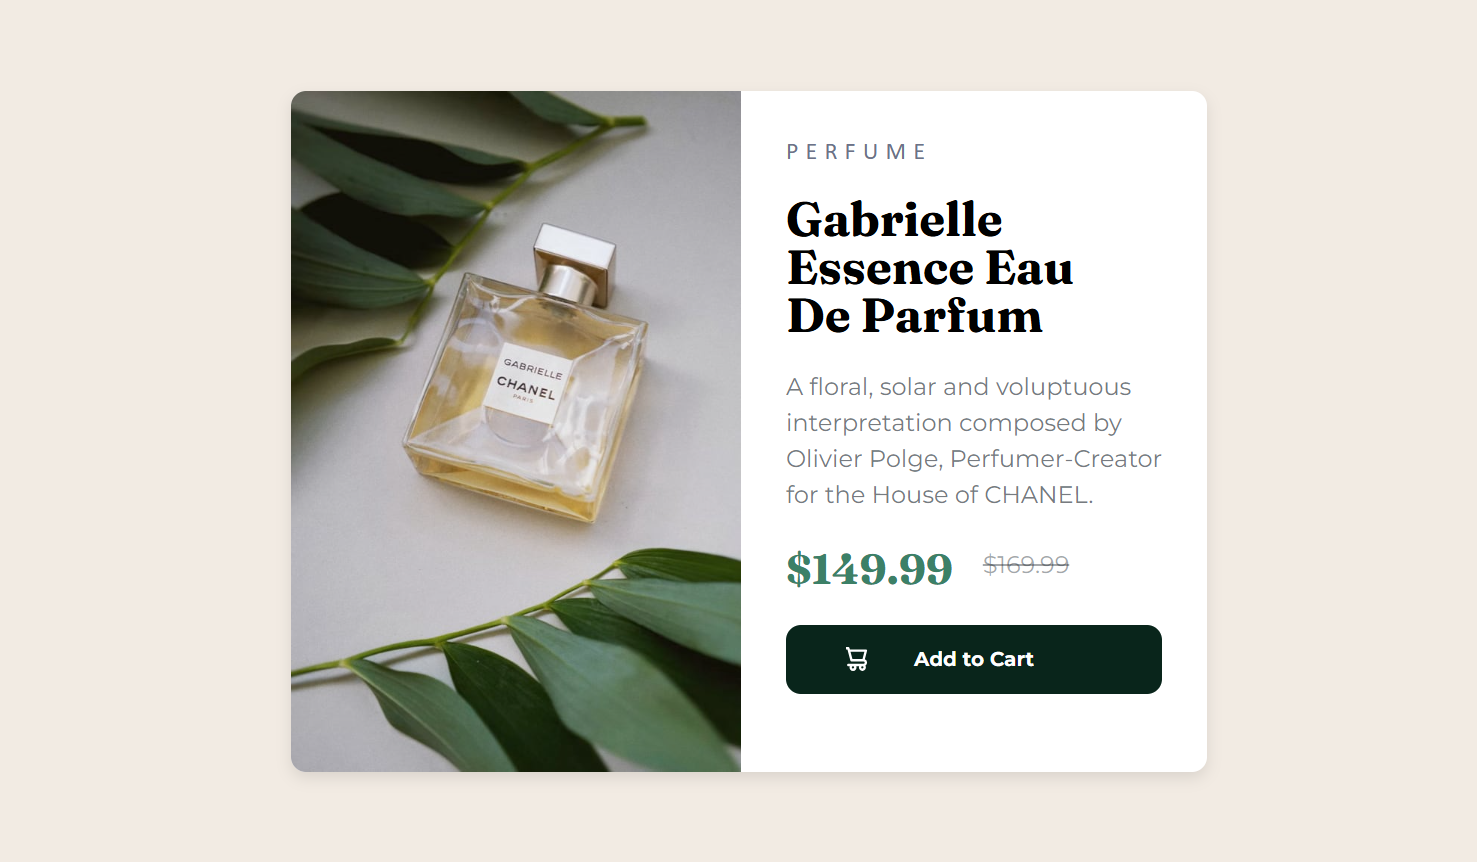 GABRIELLE
CHANEL
PARIS
PERFUME
Gabrielle
Essence Eau
De Parfum
A floral, solar and voluptuous
interpretation composed by
Olivier Polge, Perfumer-Creator
for the House of CHANEL.
$149.99 $169.99
Add to Cart